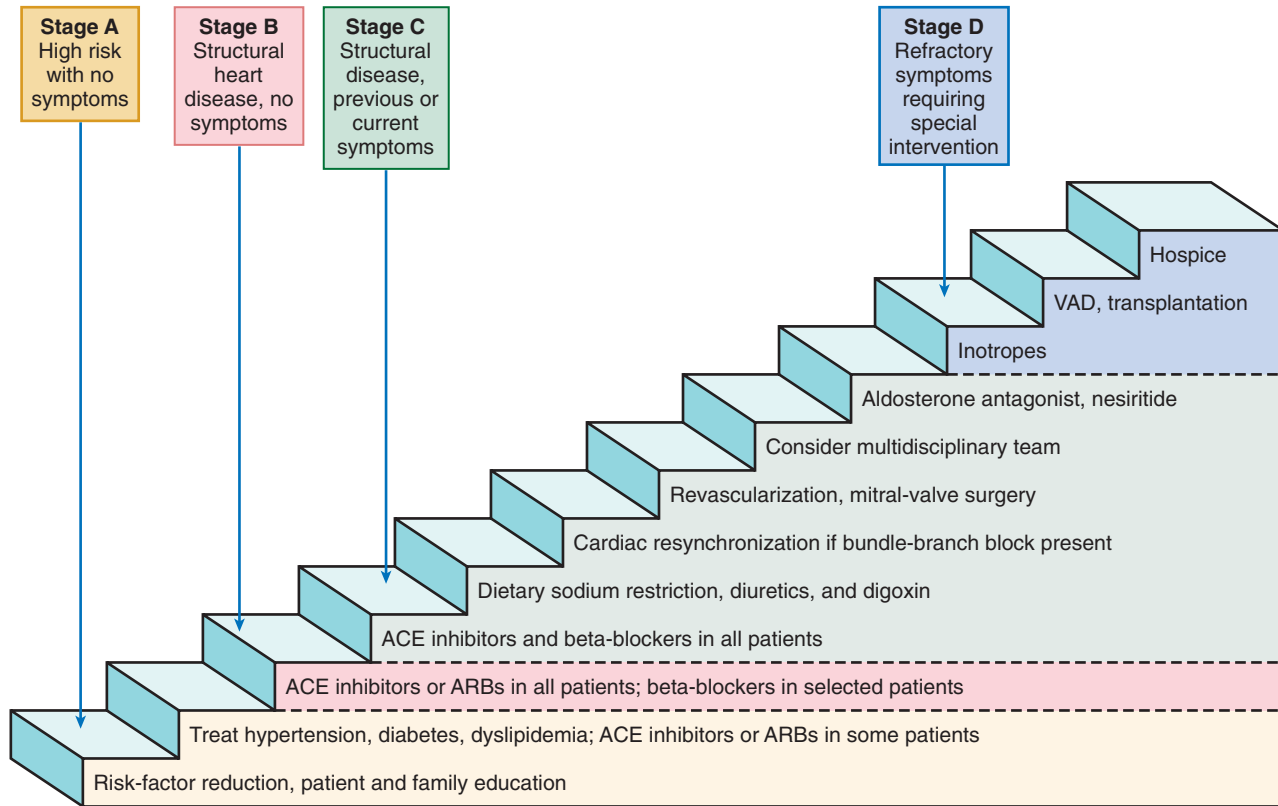 Stage A
High risk
with no
symptoms
Stage B
Structural
heart
disease, no
symptoms
Stage C
Structural
disease,
previous or
current
symptoms
Stage D
Refractory
symptoms
requiring
special
intervention
Hospice
VAD, transplantation
Inotropes
Aldosterone antagonist, nesiritide
Consider multidisciplinary team
Revascularization, mitral-valve surgery
Cardiac resynchronization if bundle-branch block present
Dietary sodium restriction, diuretics, and digoxin
ACE inhibitors and beta-blockers in all patients
ACE inhibitors or ARBs in all patients; beta-blockers in selected patients
Treat hypertension, diabetes, dyslipidemia; ACE inhibitors or ARBs in some patients
Risk-factor reduction, patient and family education